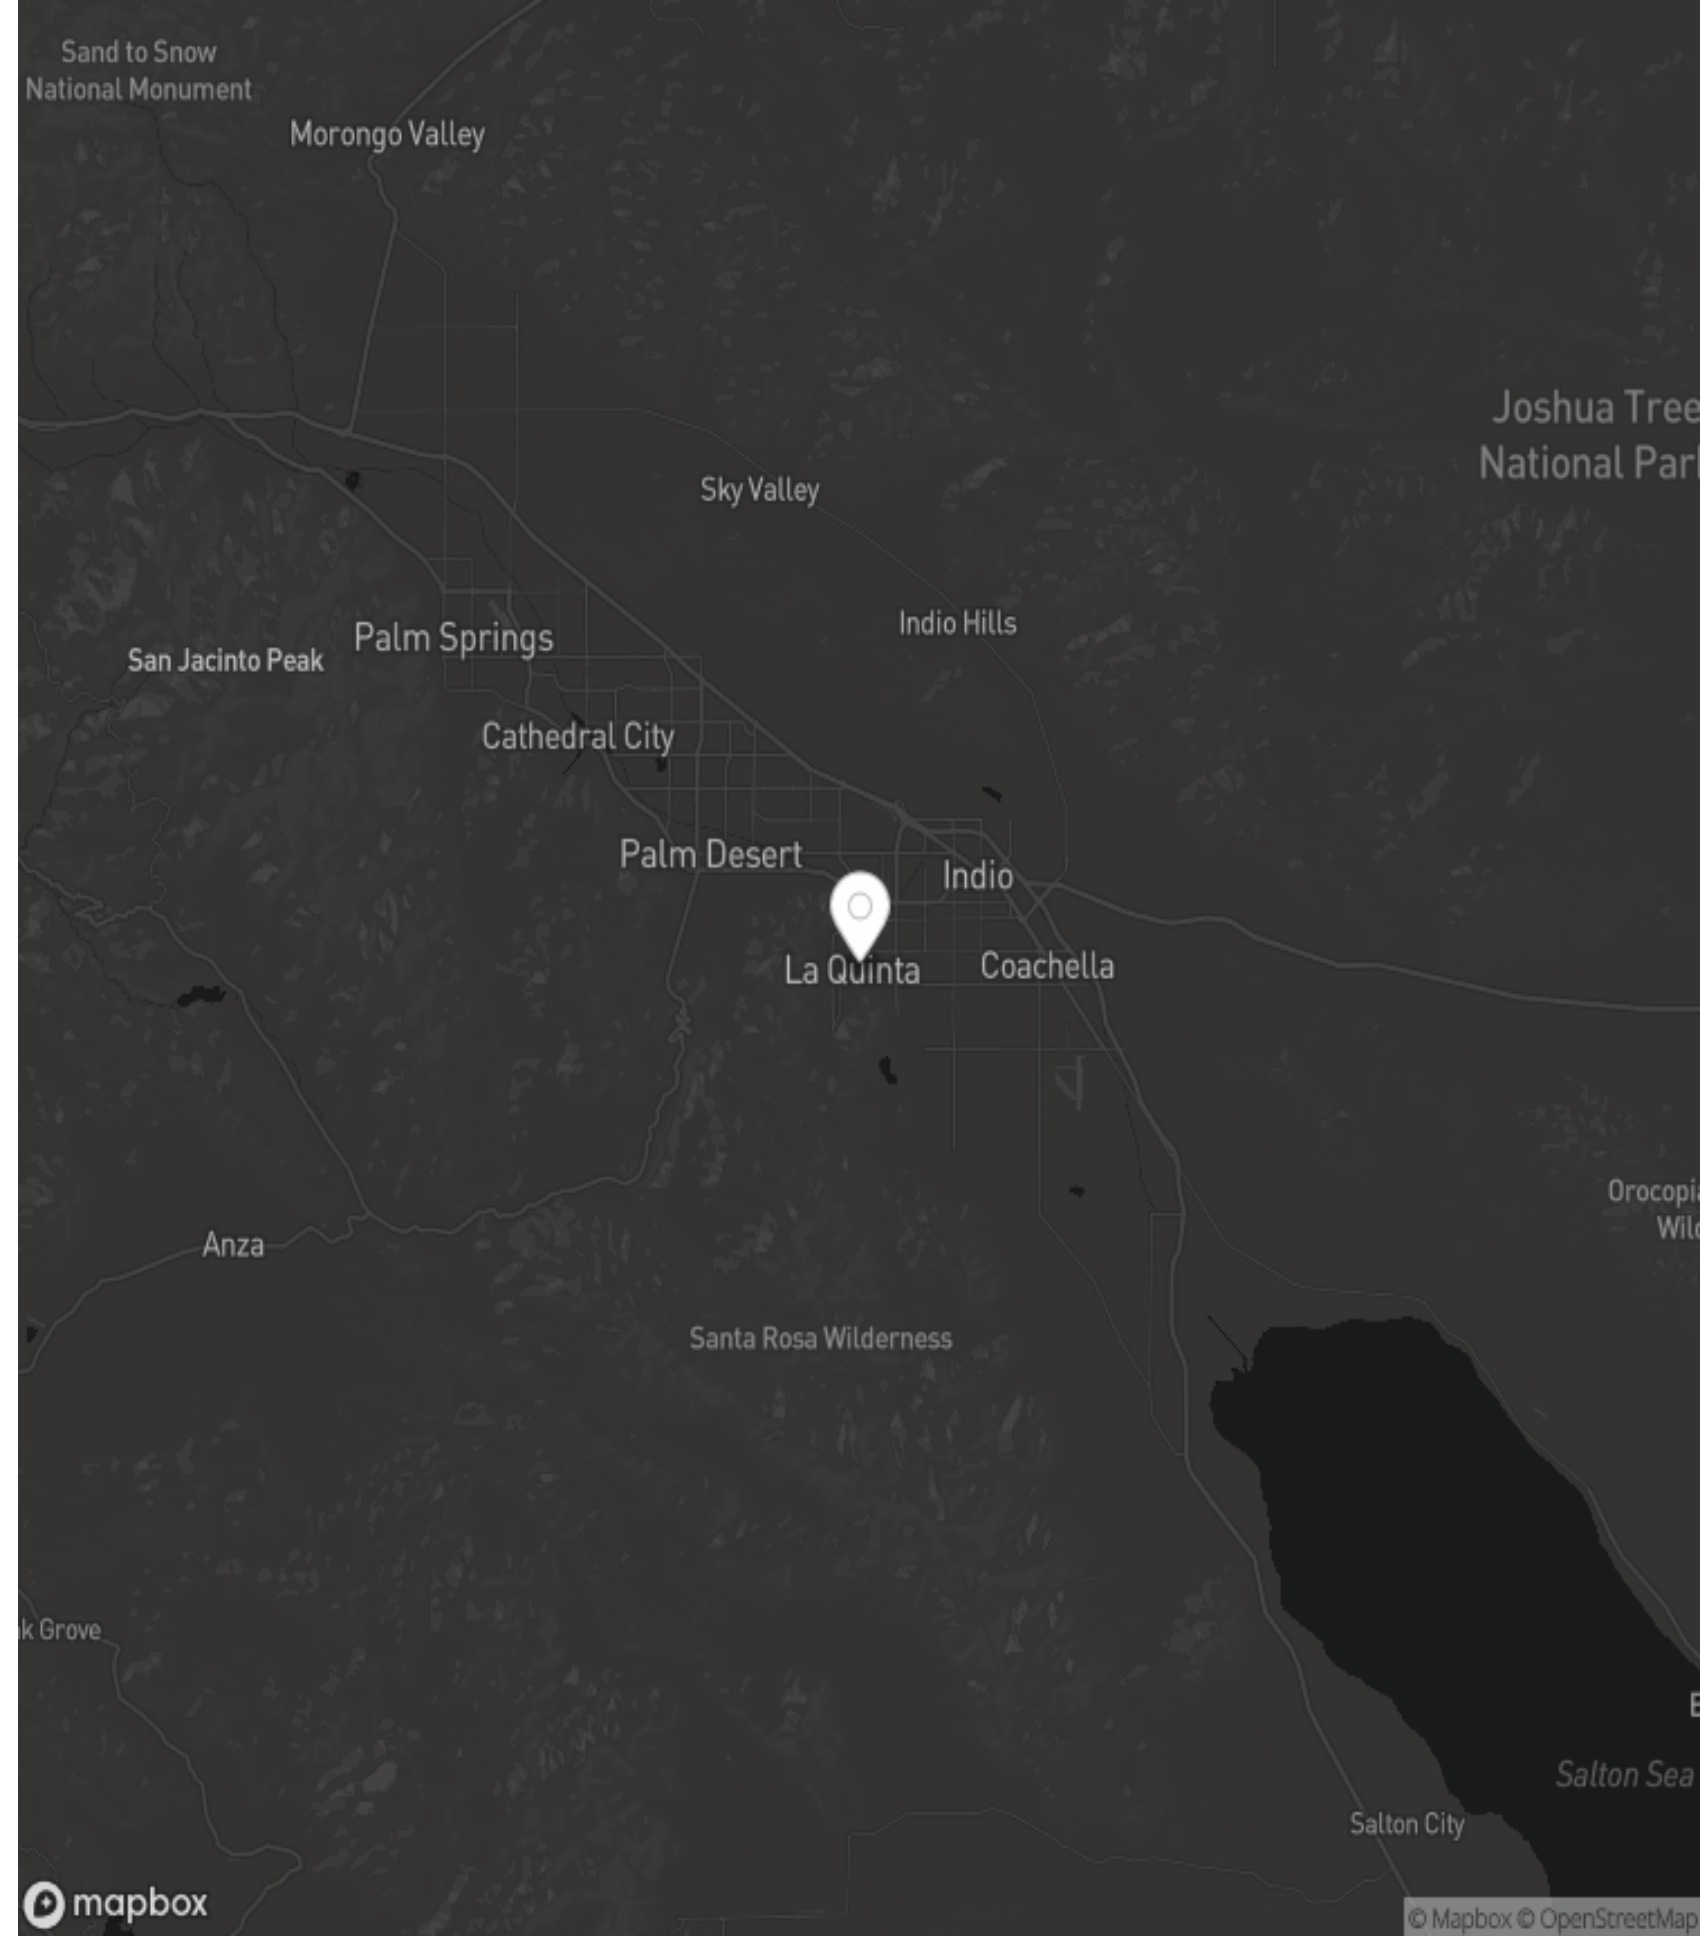 Sand to Snow
National Monument
Morongo Valley
Joshua Tree
National Park
Sky Valley
Indio Hills
Palm Springs
San Jacinto Peak
Cathedral City
Palm Desert
Indio
La Quinta
Coachella
Orocopia
Wild
Anza
Santa Rosa Wilderness
k Grove
E
Salton Sea
Salton City
mapbox
© Mapbox © OpenStreetMap